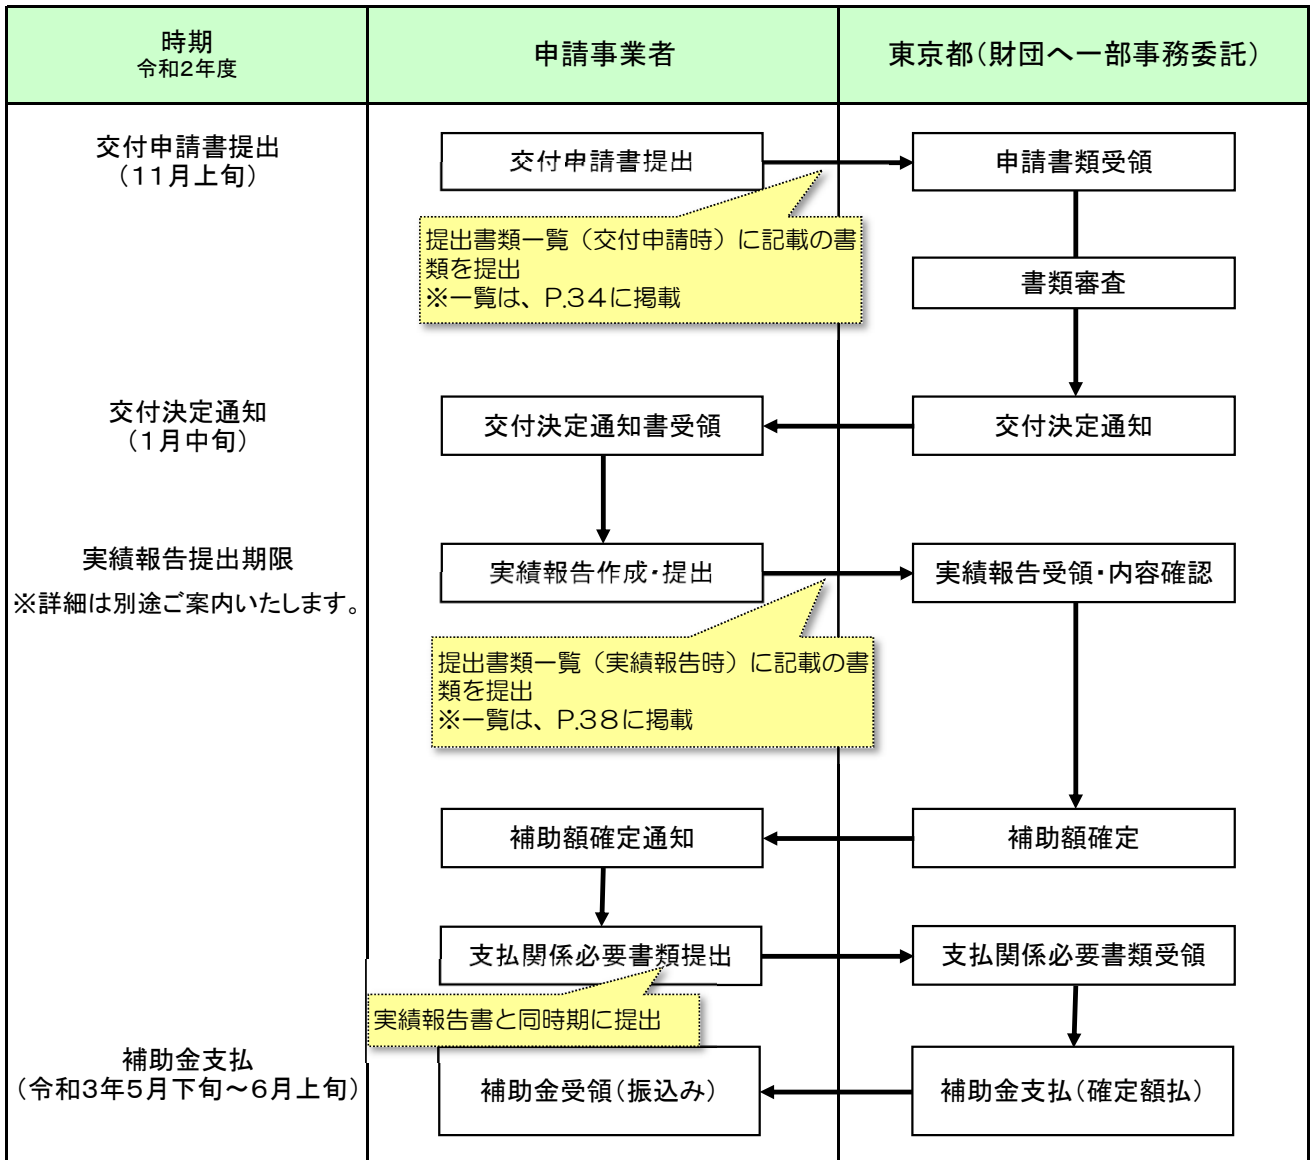 時期
令和2年度
申請事業者
東京都(財団へ一部事務委託)
交付申請書提出
(11月上旬)
交付申請書提出
申請書類受領
提出書類一覧(交付申請時)に記載の書
類を提出
※一覧は、P.34に掲載
書類審査
交付決定通知
(1月中旬)
交付決定通知書受領
交付決定通知
実績報告提出期限
※詳細は別途ご案内いたします。
実績報告作成・提出
実績報告受領・内容確認
提出書類一覧(実績報告時)に記載の書
類を提出
※一覧は、P.38に掲載
補助額確定通知
補助額確定
支払関係必要書類提出
支払関係必要書類受領
実績報告書と同時期に提出
補助金支払
(令和3年5月下旬~6月上旬)
補助金受領(振込み)
補助金支払(確定額払)